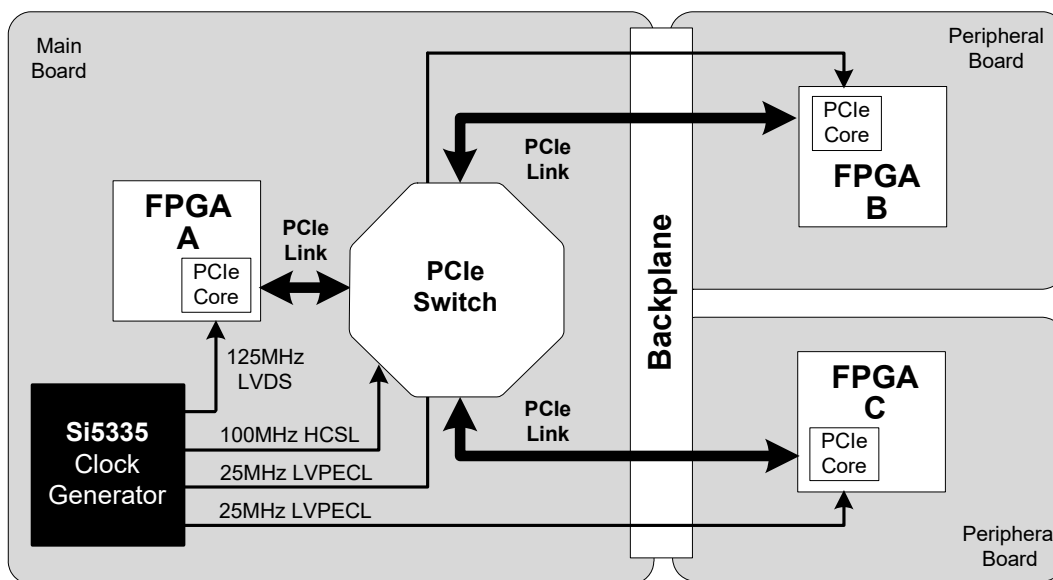 Main
Board
Peripheral
Board
PCIe
Core
FPGA
B
PCIe
Link
FPGA
A
PCIe
Core
PCIe
Link
PCIe
Switch
Backplane
125MHz
LVDS
Si5335
Clock
Generator
100MHz HCSL
25MHz LVPECL
25MHz LVPECL
PCIe
Link
FPGA
C
PCIe
Core
Periphera
Board